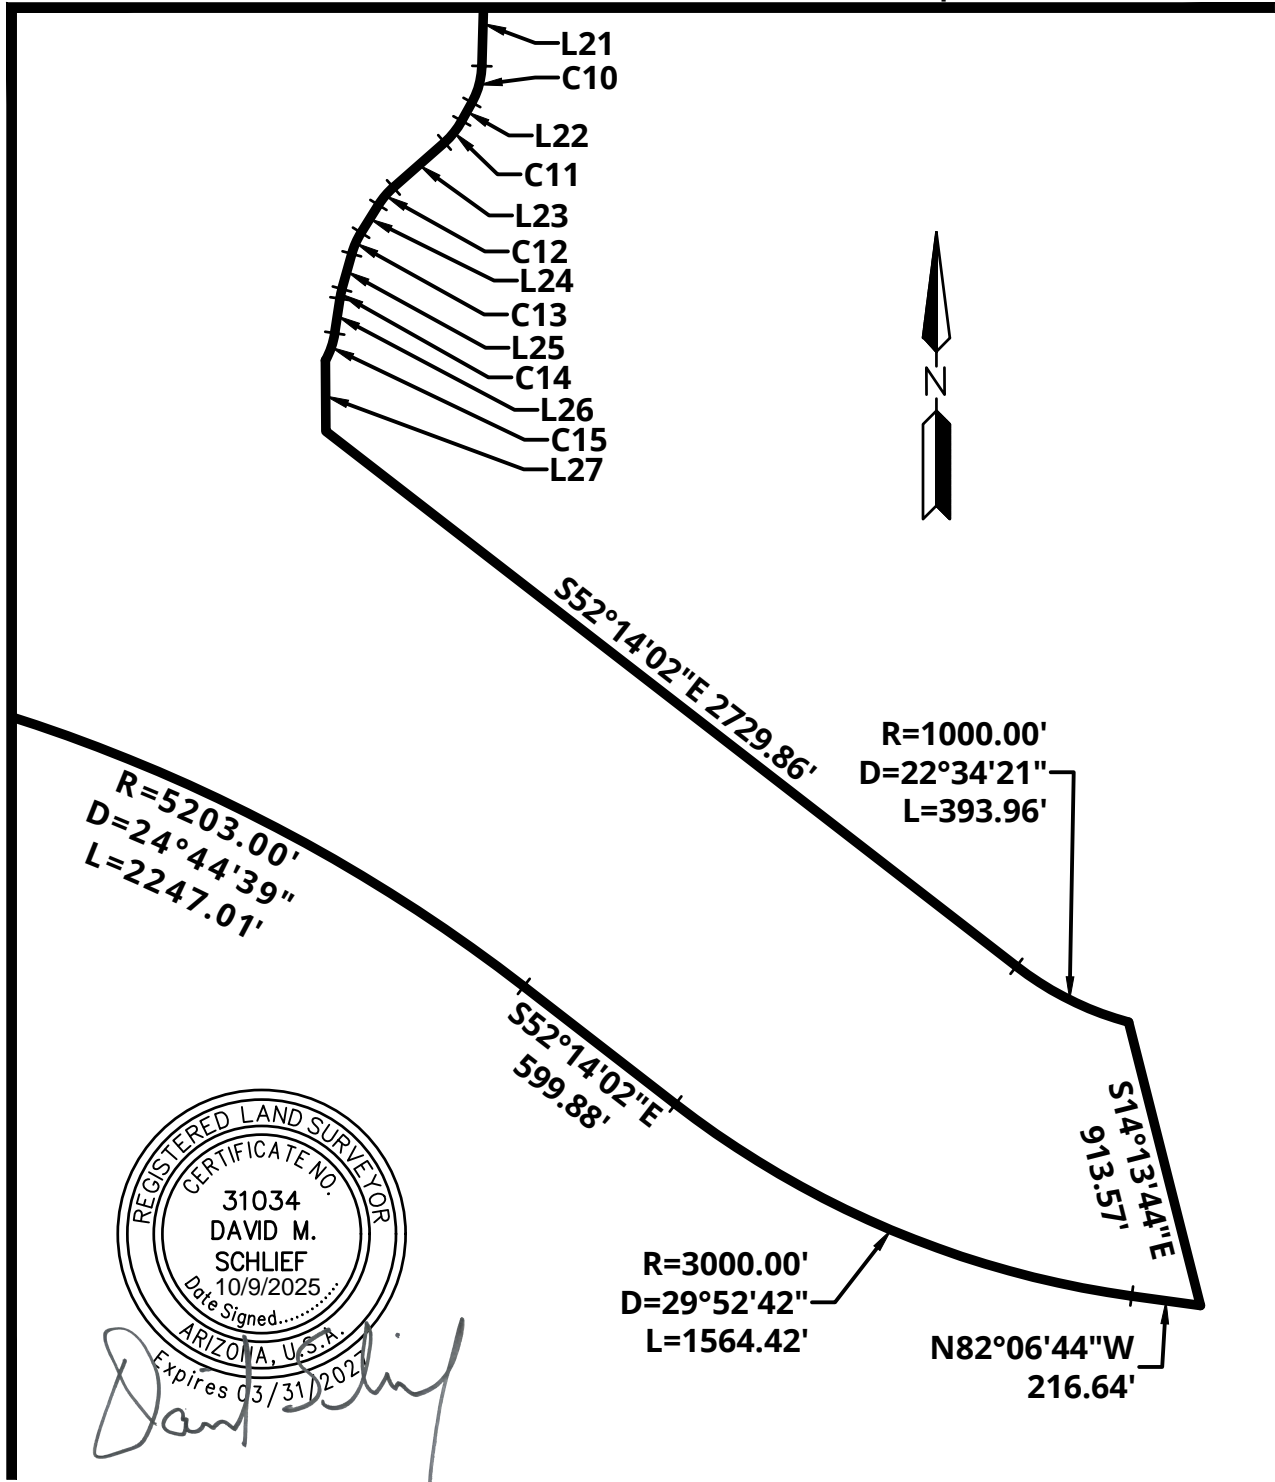 L21
C10
L22
C11
L23
C12
L24
C13
L25
C14
L26
C15
L27
N
S52°14'02"E 2729.86'
R=1000.00'
D=22°34'21"
L=393.96'
R=5203.00'
D=24°44'39"
L=2247.01'
S52°14'02"E
599.88'
S14°13'44"E
913.57'
R=3000.00'
D=29°52'42"
L=1564.42'
N82°06'44"W
216.64'
REGISTERED LAND SURVEYOR
CERTIFICATE NO.
31034
DAVID M.
SCHLIEF
10/9/2025
Date Signed............
ARIZONA, U.S.A.
Expires 03/31/2027